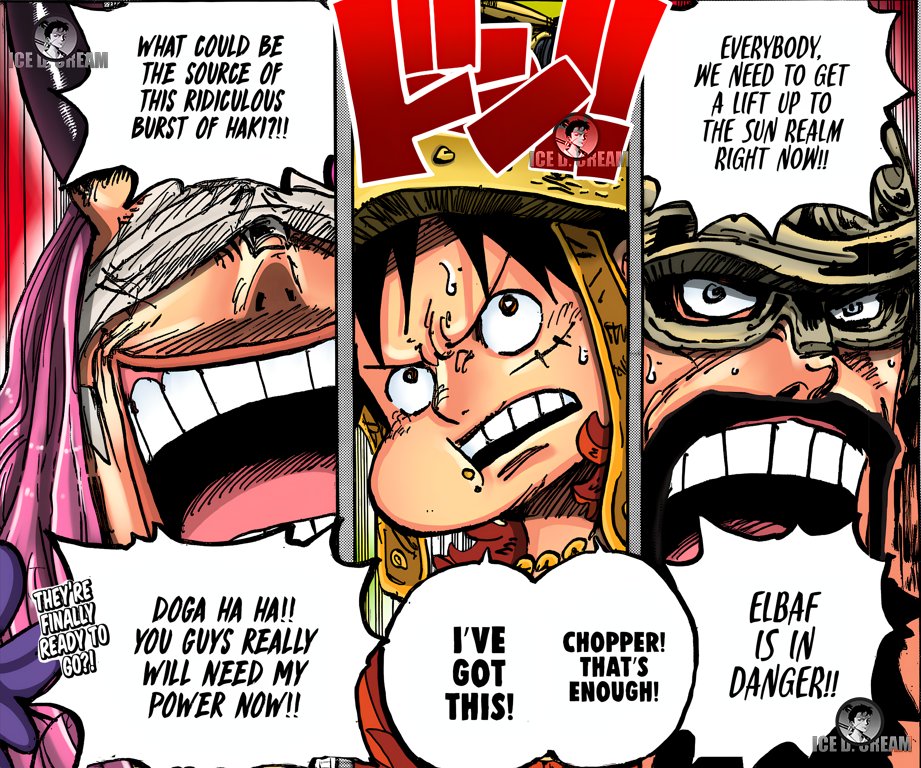 EVERYBODY,
WE NEED TO GET
A LIFT UP TO
THE SUN REALM
RIGHT NOW!!
ELBAF
IS IN
DANGER!!
ドン!!
CHOPPER!
THAT'S
ENOUGH!
I'VE
GOT
THIS!
WHAT COULD BE
THE SOURCE OF
THIS RIDICULOUS
BURST OF HAKI?!!
DOGA HA HA!!
YOU GUYS REALLY
WILL NEED MY
POWER NOW!!
THEY'RE
FINALLY
READY TO
GO?!
ICE D. CREAM
ICE D. CREAM
ICE D. CREAM